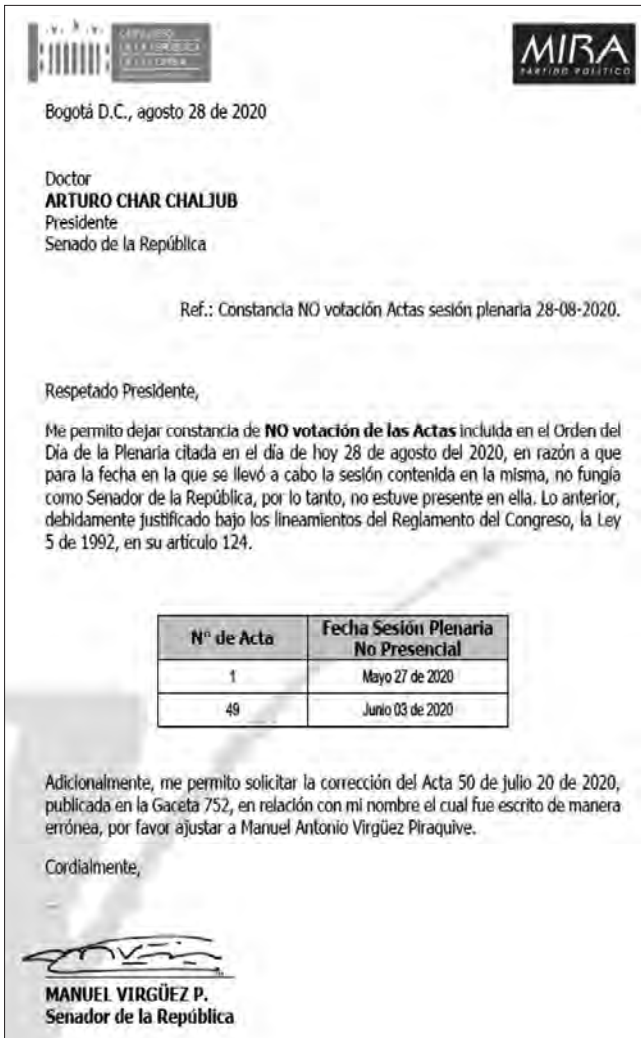 CONGRESO
DE LA REPÚBLICA
DE COLOMBIA
MIRA
PARTIDO POLÍTICO
Bogotá D.C., agosto 28 de 2020
Doctor
ARTURO CHAR CHALJUB
Presidente
Senado de la República
Ref.: Constancia NO votación Actas sesión plenaria 28-08-2020.
Respetado Presidente,
Me permito dejar constancia de NO votación de las Actas incluida en el Orden del
Día de la Plenaria citada en el día de hoy 28 de agosto del 2020, en razón a que
para la fecha en la que se llevó a cabo la sesión contenida en la misma, no fungía
como Senador de la República, por lo tanto, no estuve presente en ella. Lo anterior,
debidamente justificado bajo los lineamientos del Reglamento del Congreso, la Ley
5 de 1992, en su artículo 124.
N° de Acta Fecha Sesión Plenaria
No Presencial
1 Mayo 27 de 2020
49 Junio 03 de 2020
Adicionalmente, me permito solicitar la corrección del Acta 50 de julio 20 de 2020,
publicada en la Gaceta 752, en relación con mi nombre el cual fue escrito de manera
errónea, por favor ajustar a Manuel Antonio Virgüez Piraquive.
Cordialmente,
MANUEL VIRGÜEZ P.
Senador de la República